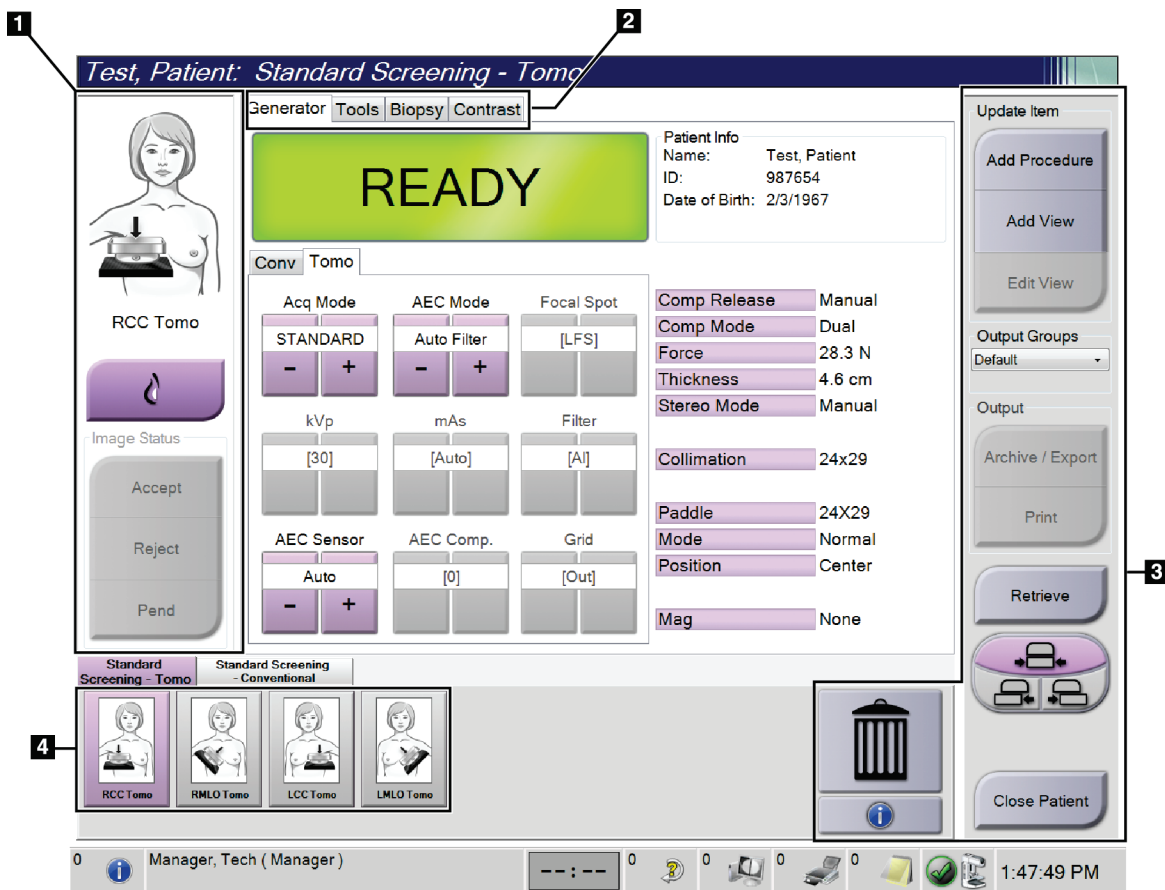 1
2
Test, Patient: Standard Screening - Tomo
Generator Tools Biopsy Contrast
READY
Patient Info
Name: Test, Patient
ID: 987654
Date of Birth: 2/3/1967
Update Item
Add Procedure
Add View
Edit View
RCC Tomo
Image Status
Accept
Reject
Pend
Conv Tomo
Acq Mode AEC Mode Focal Spot
STANDARD Auto Filter [LFS]
- + - +
kVp mAs Filter
[30] [Auto] [Al]
AEC Sensor AEC Comp. Grid
Auto [0] [Out]
- +
Comp Release Manual
Comp Mode Dual
Force 28.3 N
Thickness 4.6 cm
Stereo Mode Manual
Collimation 24x29
Paddle 24X29
Mode Normal
Position Center
Mag None
Output Groups
Default
Output
Archive / Export
Print
3
Retrieve
Close Patient
Standard
Screening - Tomo
Standard Screening
- Conventional
4
RCC Tomo RMLO Tomo LCC Tomo LMLO Tomo
0 Manager, Tech ( Manager ) --:-- 0 0 0 0 1:47:49 PM